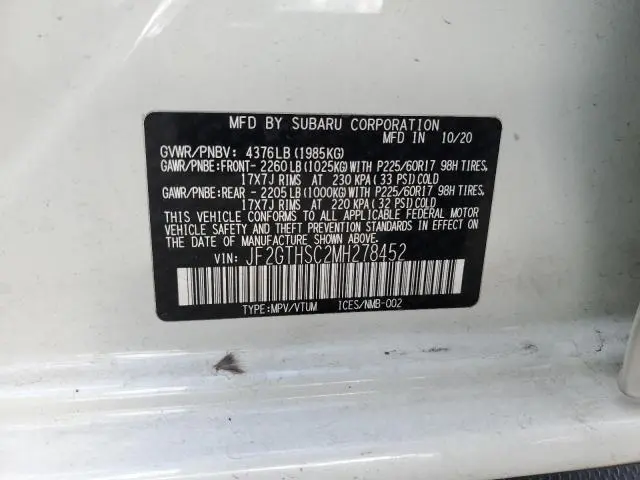 MFD BY SUBARU CORPORATION
MFD IN 10/20
GVWR/PNBV: 4376LB (1985KG)
GAWR/PNBE:FRONT- 2260LB (1025KG) WITH P225/60R17 98H TIRES,
17X7J RIMS AT 230 KPA (33 PSI) COLD
GAWR/PNBE:REAR - 2205LB (1000KG) WITH P225/60R17 98H TIRES,
17X7J RIMS AT 220 KPA (32 PSI) COLD
THIS VEHICLE CONFORMS TO ALL APPLICABLE FEDERAL MOTOR
VEHICLE SAFETY, BUMPER, AND THEFT PREVENTION STANDARDS IN EFFECT
ON THE DATE OF MANUFACTURE SHOWN ABOVE.
VIN: JF2GTHSC2MH278452
TYPE:MPV/VTUM ICES/NMB-002